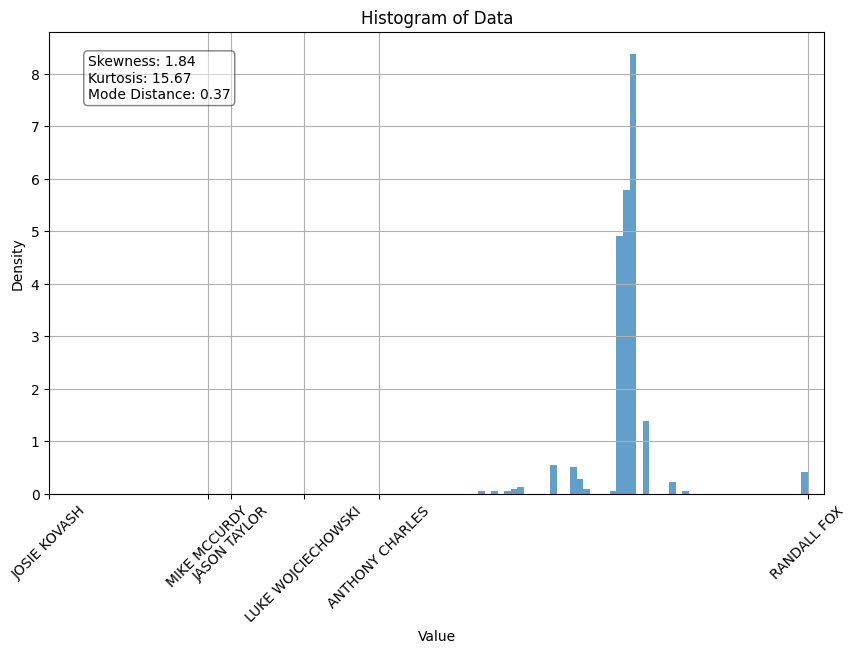 Histogram of Data
Skewness: 1.84
Kurtosis: 15.67
Mode Distance: 0.37
8
7
6
5
4
3
2
1
0
Density
JOSIE KOVASH
MIKE MCCURDY
JASON TAYLOR
LUKE WOJCIECHOWSKI
ANTHONY CHARLES
RANDALL FOX
Value